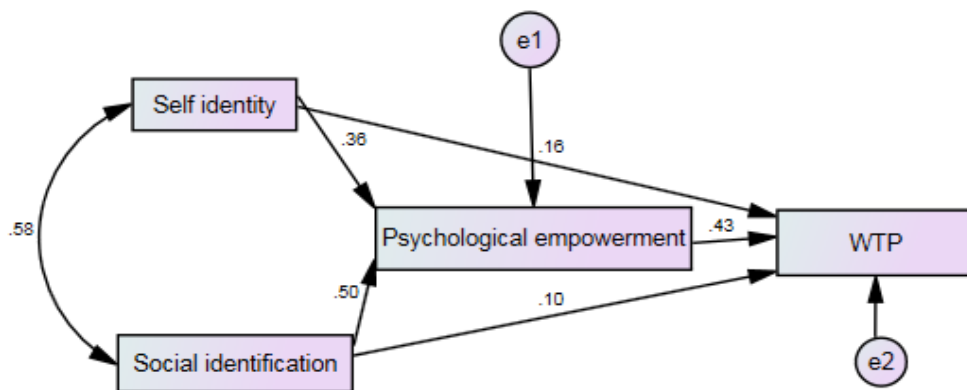 e1
Self identity
.36
.16
.58
Psychological empowerment
.43
WTP
.50
.10
Social identification
e2